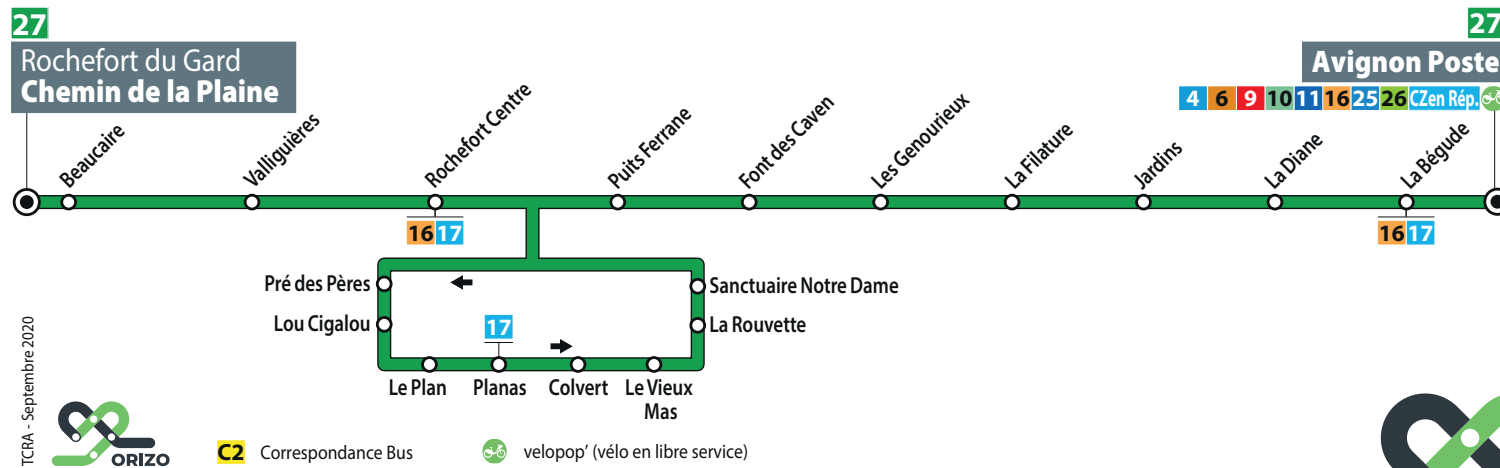 27
Rochefort du Gard
Chemin de la Plaine
27
Avignon Poste
4 6 9 10 11 16 25 26 CZen Rép.
Beaucaire
Valliguières
Rochefort Centre
Puits Ferrane
Font des Caven
Les Genourieux
La Filature
Jardins
La Diane
La Bégude
16 17
16 17
Pré des Pères
Lou Cigalou
17
Sanctuaire Notre Dame
La Rouvette
Le Plan
Planas
Colvert
Le Vieux
Mas
TCRA - Septembre 2020
ORIZO
C2 Correspondance Bus
velopop' (vélo en libre service)